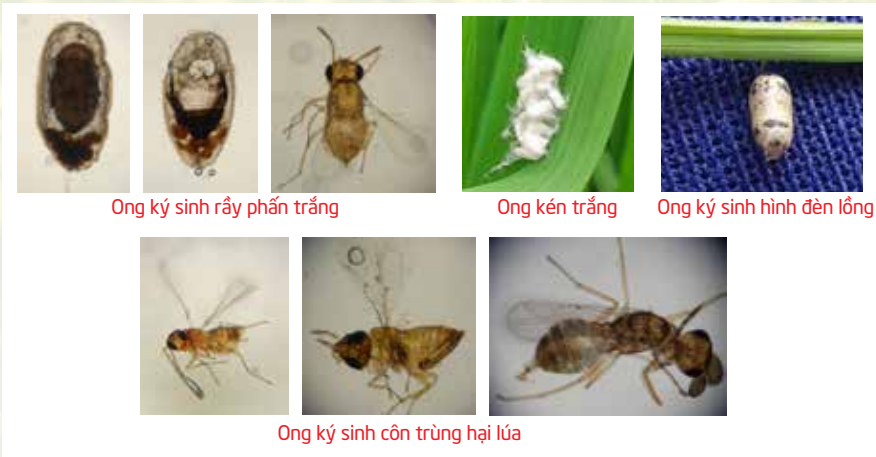 Ong ký sinh rầy phấn trắng
Ong kén trắng
Ong ký sinh hình đèn lồng
Ong ký sinh côn trùng hại lúa